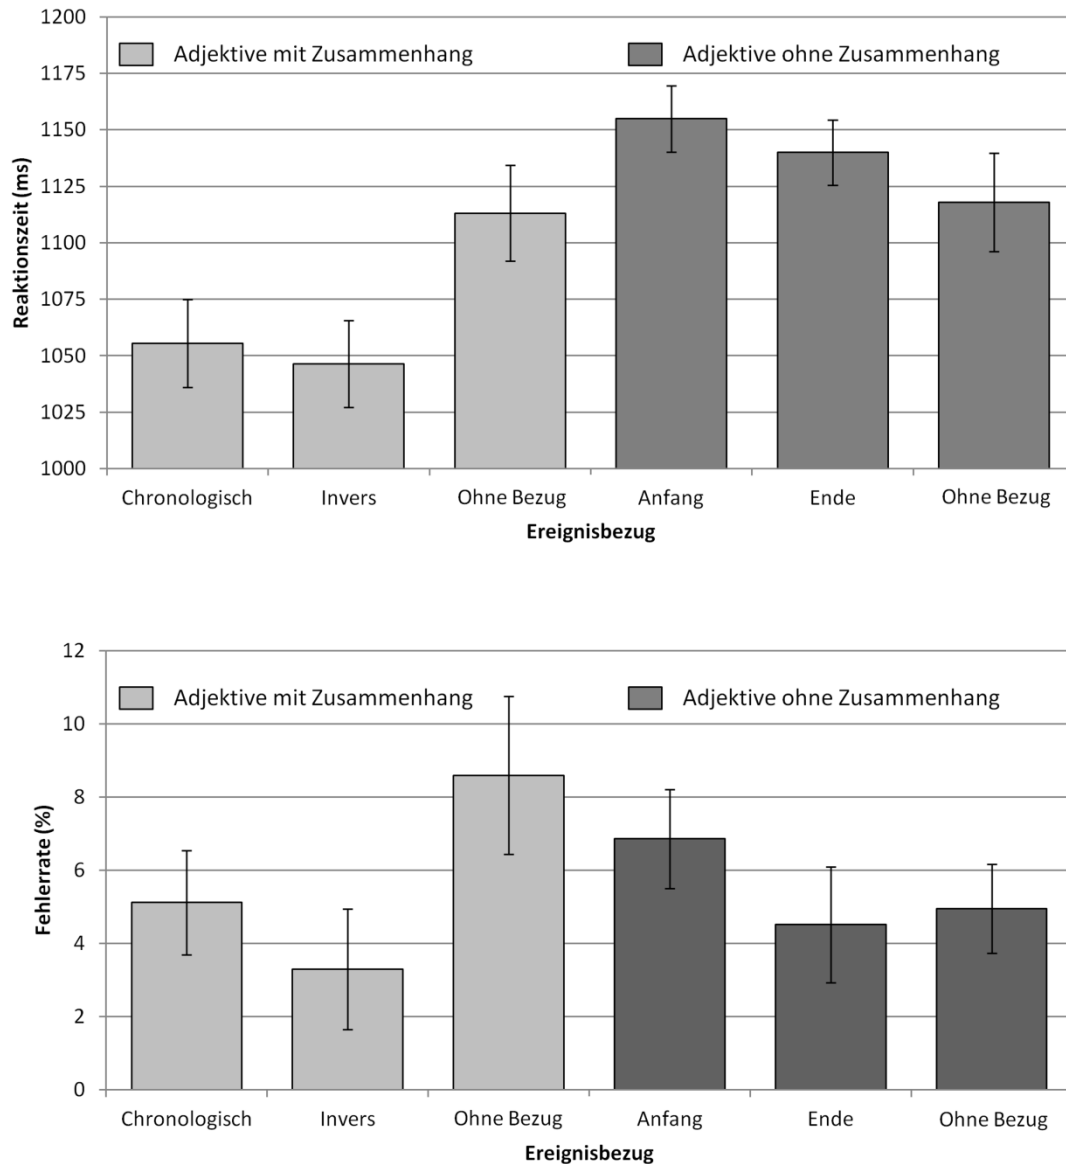 1200
Adjektive mit Zusammenhang
Adjektive ohne Zusammenhang
1175
1150
1125
1100
1075
1050
1025
1000
Reaktionszeit (ms)
Chronologisch Invers Ohne Bezug Anfang Ende Ohne Bezug
Ereignisbezug
12
Adjektive mit Zusammenhang
Adjektive ohne Zusammenhang
10
8
6
4
2
0
Fehlerrate (%)
Chronologisch Invers Ohne Bezug Anfang Ende Ohne Bezug
Ereignisbezug